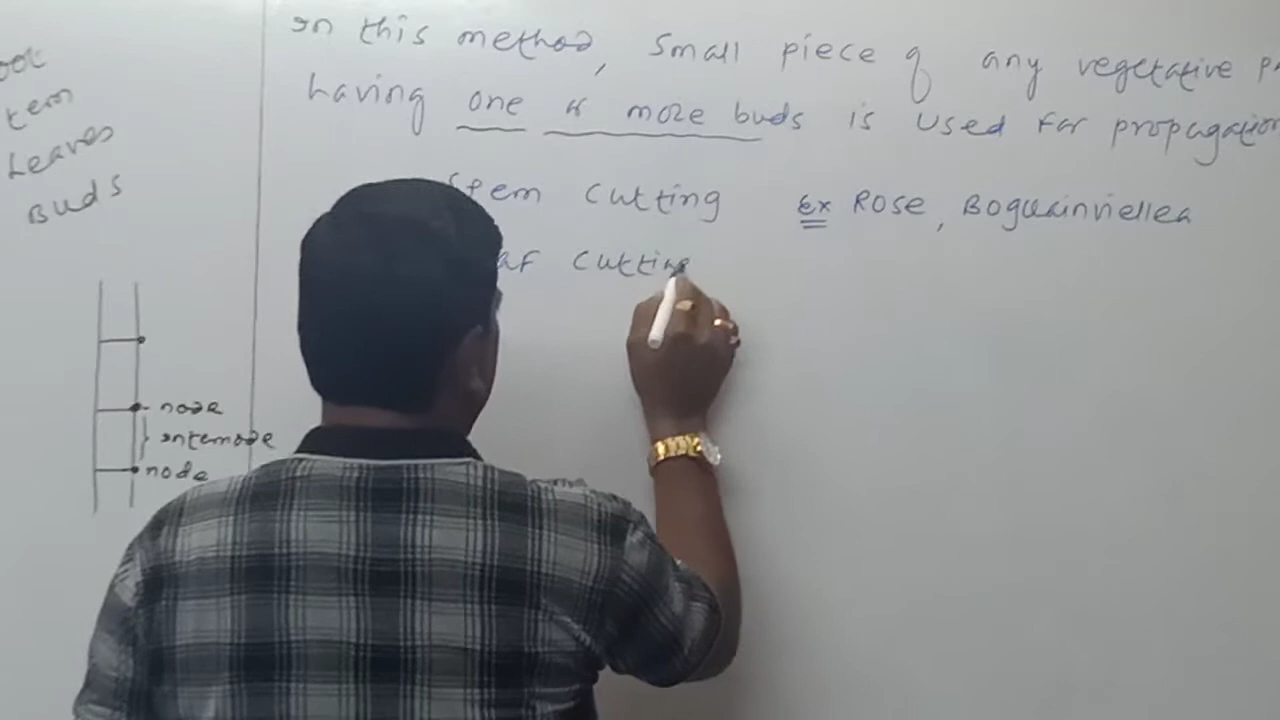 In this method, small piece of any vegetative
having one or more buds is used for propagation
Stem cutting Ex Rose, Boguainviellea
cutting
Leaves
Buds
node
internode
node